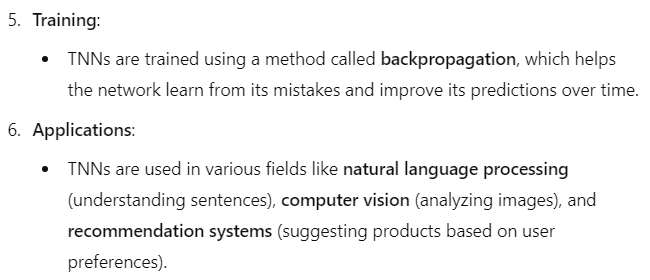 5. Training:
• TNNs are trained using a method called backpropagation, which helps
the network learn from its mistakes and improve its predictions over time.
6. Applications:
• TNNs are used in various fields like natural language processing
(understanding sentences), computer vision (analyzing images), and
recommendation systems (suggesting products based on user
preferences).